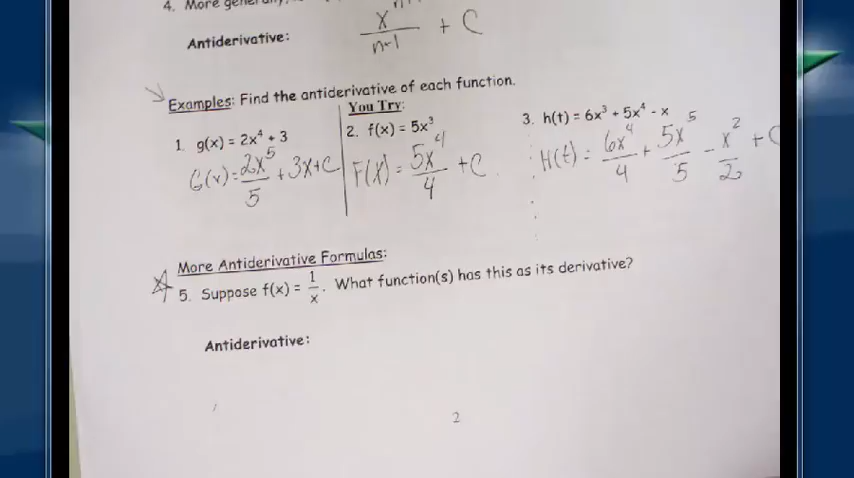 4. More generally,
Antiderivative: x^n+1 / n-1 + C
Examples: Find the antiderivative of each function.
You Try:
1. g(x) = 2x⁴ + 3
2. f(x) = 5x³
3. h(t) = 6x³ + 5x⁴ - x
G(x) = 2x⁵/5 + 3x + C
F(x) = 5x⁴/4 + C
H(t) = 6x⁴/4 + 5x⁵/5 - x²/2 + C
More Antiderivative Formulas:
5. Suppose f(x) = 1/x. What function(s) has this as its derivative?
Antiderivative:
2